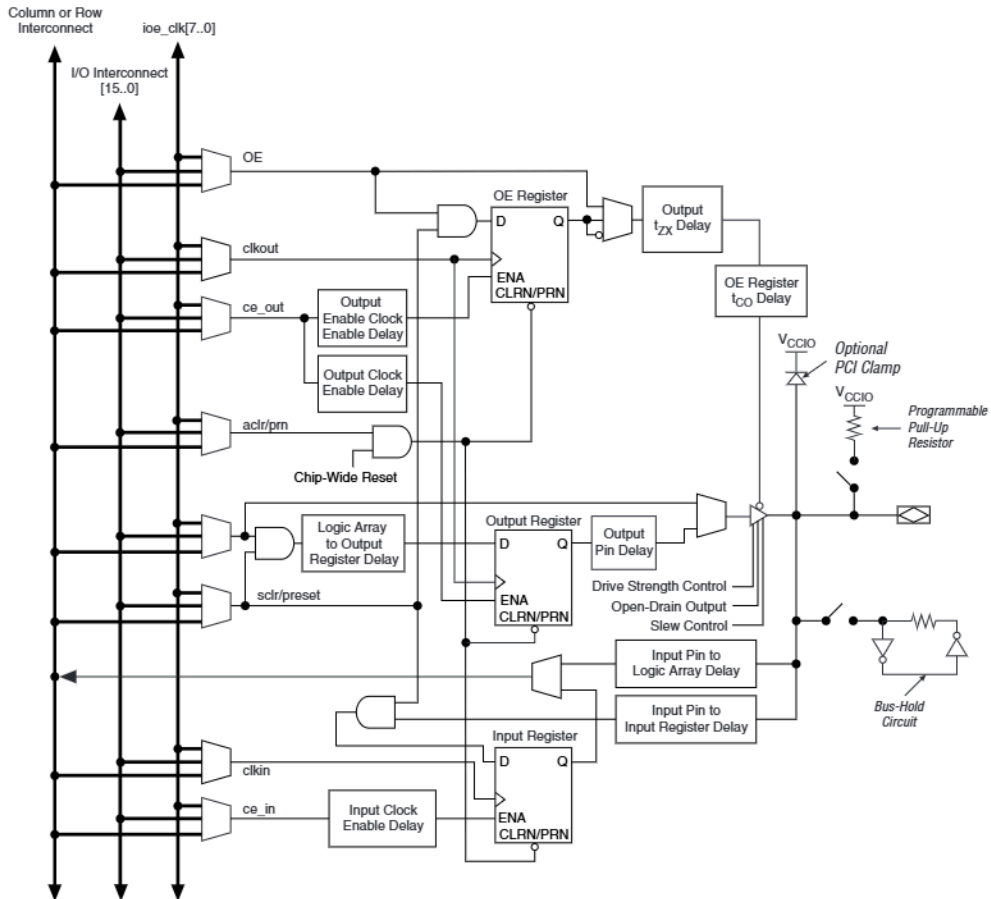 Column or Row
Interconnect
ioe_clk[7..0]
I/O Interconnect
[15..0]
OE
OE Register
D
Q
Output
tZX
Delay
clkout
ENA
CLRN/PRN
OE Register
tCO Delay
ce_out
Output
Enable Clock
Enable Delay
Output Clock
Enable Delay
VCCIO
Optional
PCI Clamp
VCCIO
Programmable
Pull-Up
Resistor
aclr/prn
Chip-Wide Reset
Logic Array
to Output
Register Delay
Output Register
D
Q
Output
Pin Delay
ENA
CLRN/PRN
sclr/preset
Drive Strength Control
Open-Drain Output
Slew Control
Input Pin to
Logic Array Delay
Input Pin to
Input Register Delay
Bus-Hold
Circuit
Input Register
D
Q
clkin
ENA
CLRN/PRN
ce_in
Input Clock
Enable Delay